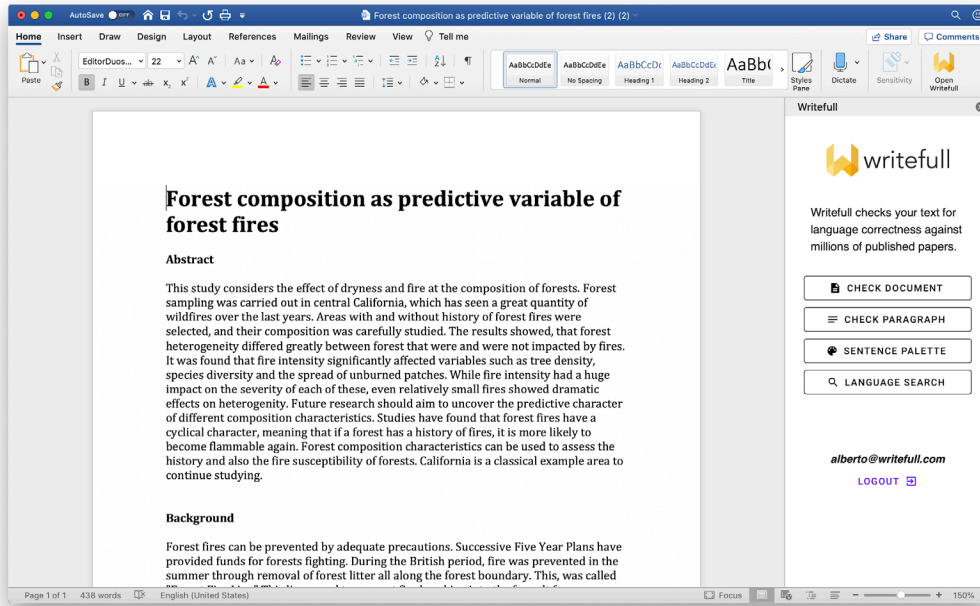 AutoSave OFF Forest composition as predictive variable of forest fires (2) (2)
Home Insert Draw Design Layout References Mailings Review View Tell me Share Comments
Paste EditorDuos... 22 A A Aa A
B I U ab x₂ x² A A
AaBbCcDdEe AaBbCcDdEe AaBbCcDc AaBbCcDdEe AaBb(
Normal No Spacing Heading 1 Heading 2 Title Styles Pane Dictate Sensitivity Open Writefull
Writefull
Forest composition as predictive variable of
forest fires
Abstract
This study considers the effect of dryness and fire at the composition of forests. Forest
sampling was carried out in central California, which has seen a great quantity of
wildfires over the last years. Areas with and without history of forest fires were
selected, and their composition was carefully studied. The results showed, that forest
heterogeneity differed greatly between forest that were and were not impacted by fires.
It was found that fire intensity significantly affected variables such as tree density,
species diversity and the spread of unburned patches. While fire intensity had a huge
impact on the severity of each of these, even relatively small fires showed dramatic
effects on heterogenity. Future research should aim to uncover the predictive character
of different composition characteristics. Studies have found that forest fires have a
cyclical character, meaning that if a forest has a history of fires, it is more likely to
become flammable again. Forest composition characteristics can be used to assess the
history and also the fire susceptibility of forests. California is a classical example area to
continue studying.
Background
Forest fires can be prevented by adequate precautions. Successive Five Year Plans have
provided funds for forests fighting. During the British period, fire was prevented in the
summer through removal of forest litter all along the forest boundary. This, was called
writefull
Writefull checks your text for
language correctness against
millions of published papers.
CHECK DOCUMENT
CHECK PARAGRAPH
SENTENCE PALETTE
LANGUAGE SEARCH
alberto@writefull.com
LOGOUT
Page 1 of 1 438 words English (United States) Focus 150%